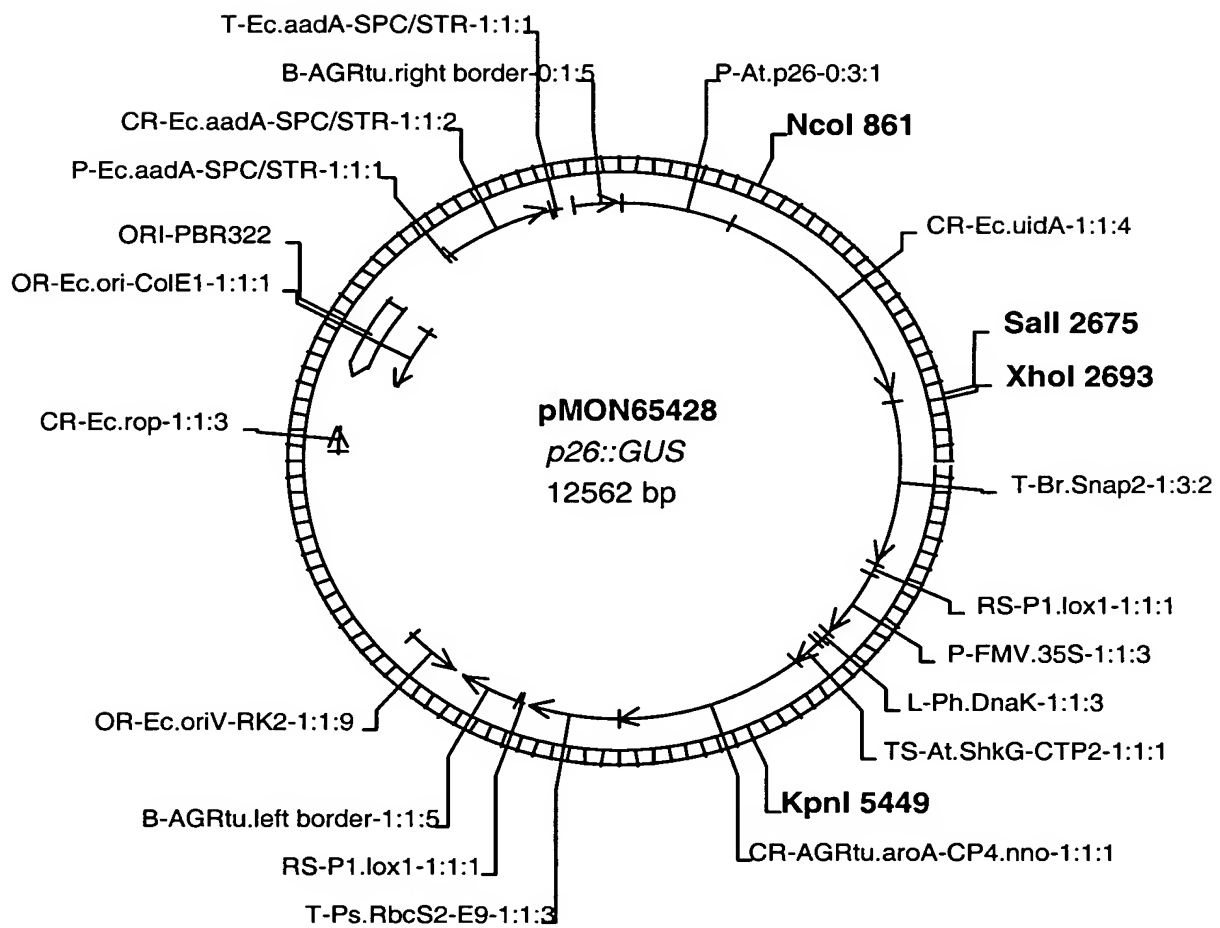 T-Ec.aadA-SPC/STR-1:1:1
B-AGRtu.right border-0:1:5
P-At.p26-0:3:1
CR-Ec.aadA-SPC/STR-1:1:2
NcoI 861
P-Ec.aadA-SPC/STR-1:1:1
CR-Ec.uidA-1:1:4
ORI-PBR322
OR-Ec.ori-ColE1-1:1:1
SalI 2675
XhoI 2693
CR-Ec.rop-1:1:3
pMON65428
p26::GUS
12562 bp
T-Br.Snap2-1:3:2
RS-P1.lox1-1:1:1
P-FMV.35S-1:1:3
L-Ph.DnaK-1:1:3
OR-Ec.oriV-RK2-1:1:9
TS-At.ShkG-CTP2-1:1:1
KpnI 5449
B-AGRtu.left border-1:1:5
CR-AGRtu.aroA-CP4.nno-1:1:1
RS-P1.lox1-1:1:1
T-Ps.RbcS2-E9-1:1:3